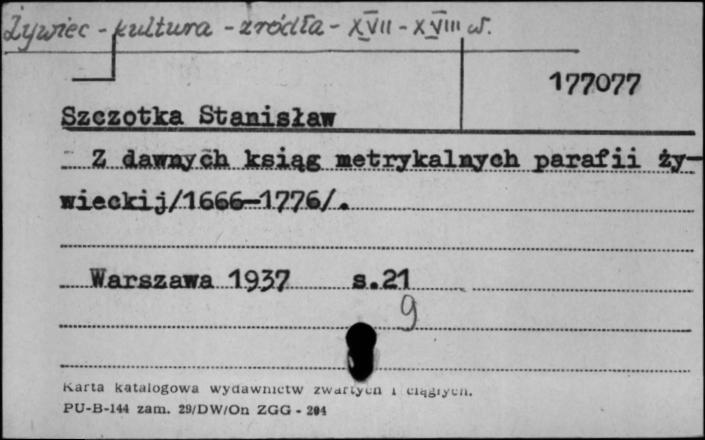 Żywiec - kultura - źródła - XVII - XVIII w.
177077
Szczotka Stanisław
Z dawnych ksiąg metrykalnych parafii ży-
wieckij/1666-1776/.
Warszawa 1937 s.21
9
Karta katalogowa wydawnictw zwartych i ciągłych.
PU-B-144 zam. 29/DW/On ZGG - 204